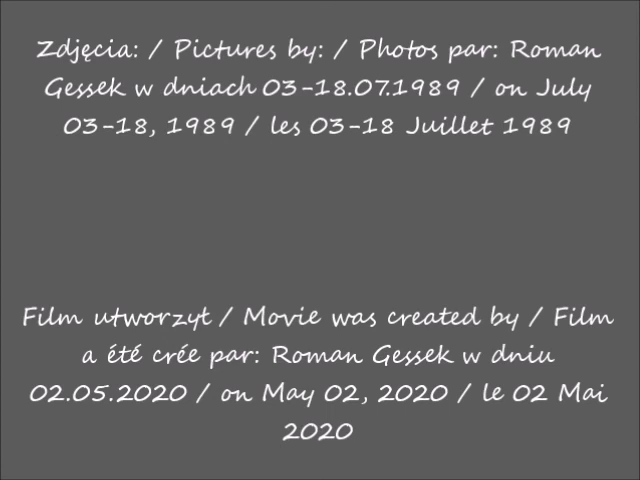 Zdjęcia: / Pictures by: / Photos par: Roman
Gessek w dniach 03-18.07.1989 / on July
03-18, 1989 / les 03-18 Juillet 1989
Film utworzył / Movie was created by / Film
a été crée par: Roman Gessek w dniu
02.05.2020 / on May 02, 2020 / le 02 Mai
2020